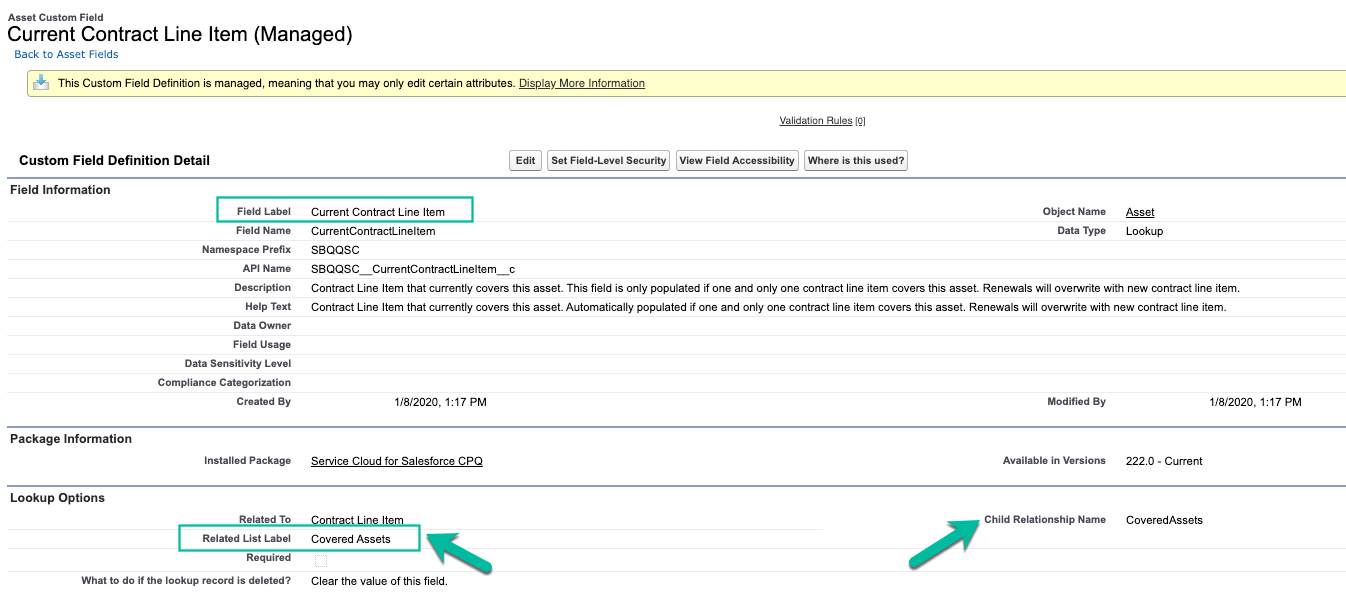 Asset Custom Field
Current Contract Line Item (Managed)
Back to Asset Fields
This Custom Field Definition is managed, meaning that you may only edit certain attributes. Display More Information
Validation Rules [0]
Custom Field Definition Detail Edit Set Field-Level Security View Field Accessibility Where is this used?
Field Information
Field Label Current Contract Line Item Object Name Asset
Field Name CurrentContractLineItem Data Type Lookup
Namespace Prefix SBQQSC
API Name SBQQSC__CurrentContractLineItem__c
Description Contract Line Item that currently covers this asset. This field is only populated if one and only one contract line item covers this asset. Renewals will overwrite with new contract line item.
Help Text Contract Line Item that currently covers this asset. Automatically populated if one and only one contract line item covers this asset. Renewals will overwrite with new contract line item.
Data Owner
Field Usage
Data Sensitivity Level
Compliance Categorization
Created By 1/8/2020, 1:17 PM Modified By 1/8/2020, 1:17 PM
Package Information
Installed Package Service Cloud for Salesforce CPQ Available in Versions 222.0 - Current
Lookup Options
Related To Contract Line Item Child Relationship Name CoveredAssets
Related List Label Covered Assets
Required
What to do if the lookup record is deleted? Clear the value of this field.